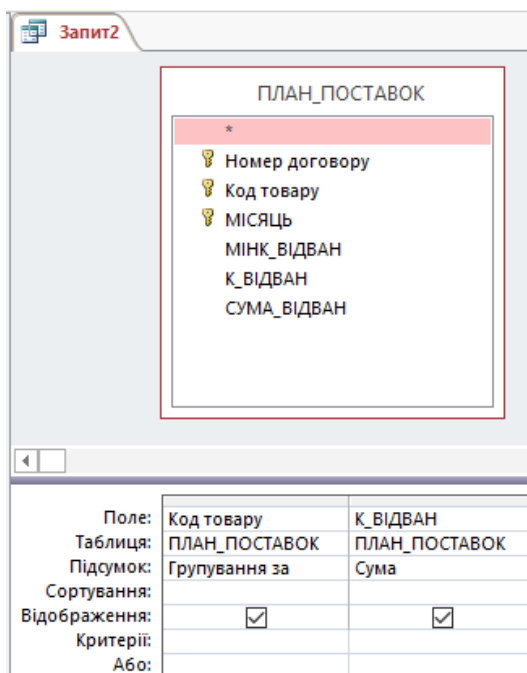 Запит2
ПЛАН_ПОСТАВОК
*
Номер договору
Код товару
МІСЯЦЬ
МІНК_ВІДВАН
К_ВІДВАН
СУМА_ВІДВАН
Поле: Код товару К_ВІДВАН
Таблиця: ПЛАН_ПОСТАВОК ПЛАН_ПОСТАВОК
Підсумок: Групування за Сума
Сортування:
Відображення:
Критерії:
Або: